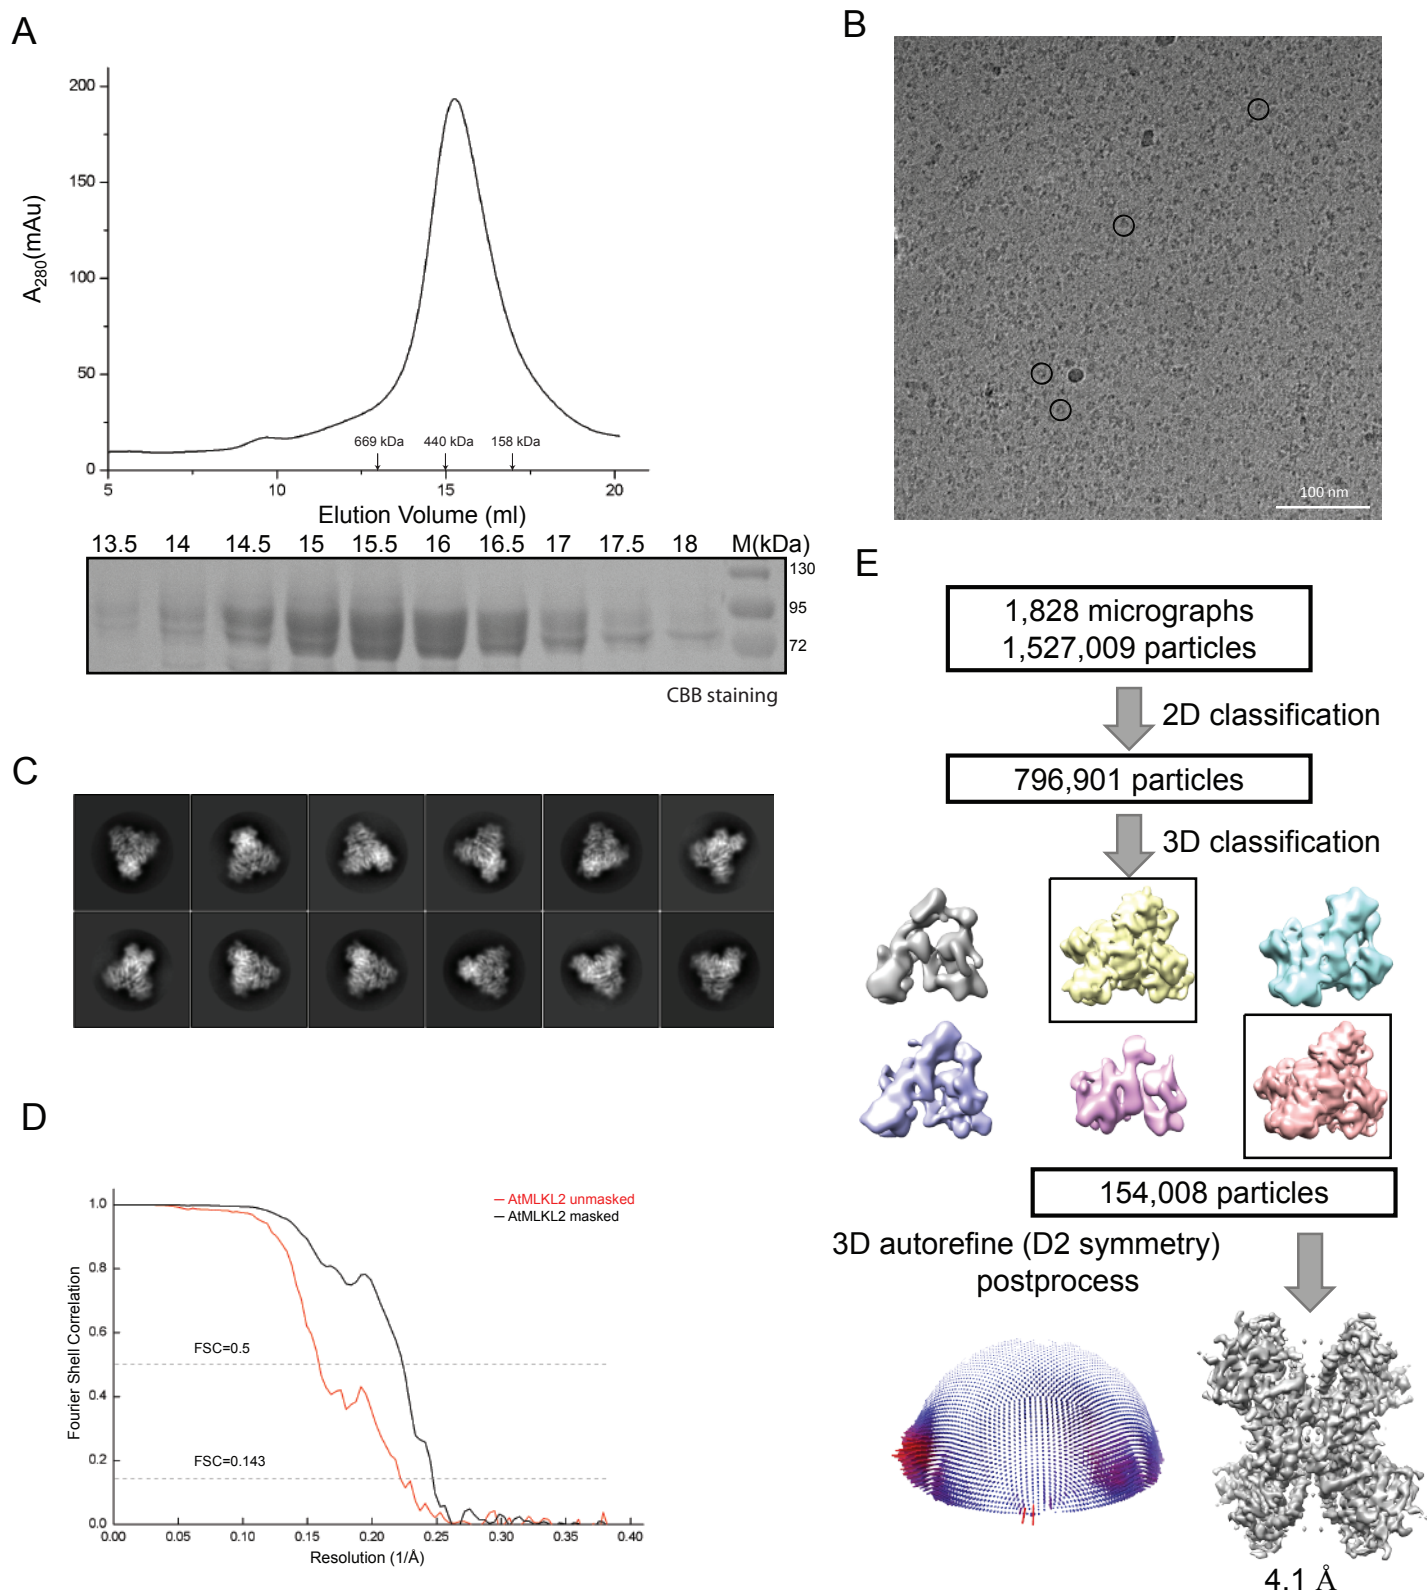 A
200
150
100
50
0
A280(mAu)
669 kDa
440 kDa
158 kDa
5
10
15
20
Elution Volume (ml)
13.5 14 14.5 15 15.5 16 16.5 17 17.5 18 M(kDa)
130
95
72
CBB staining
B
100 nm
C
D
1.0
0.8
0.6
0.4
0.2
0.0
Fourier Shell Correlation
AtMLKL2 unmasked
AtMLKL2 masked
FSC=0.5
FSC=0.143
0.00 0.05 0.10 0.15 0.20 0.25 0.30 0.35 0.40
Resolution (1/Å)
E
1,828 micrographs
1,527,009 particles
2D classification
796,901 particles
3D classification
154,008 particles
3D autorefine (D2 symmetry)
postprocess
4.1 Å